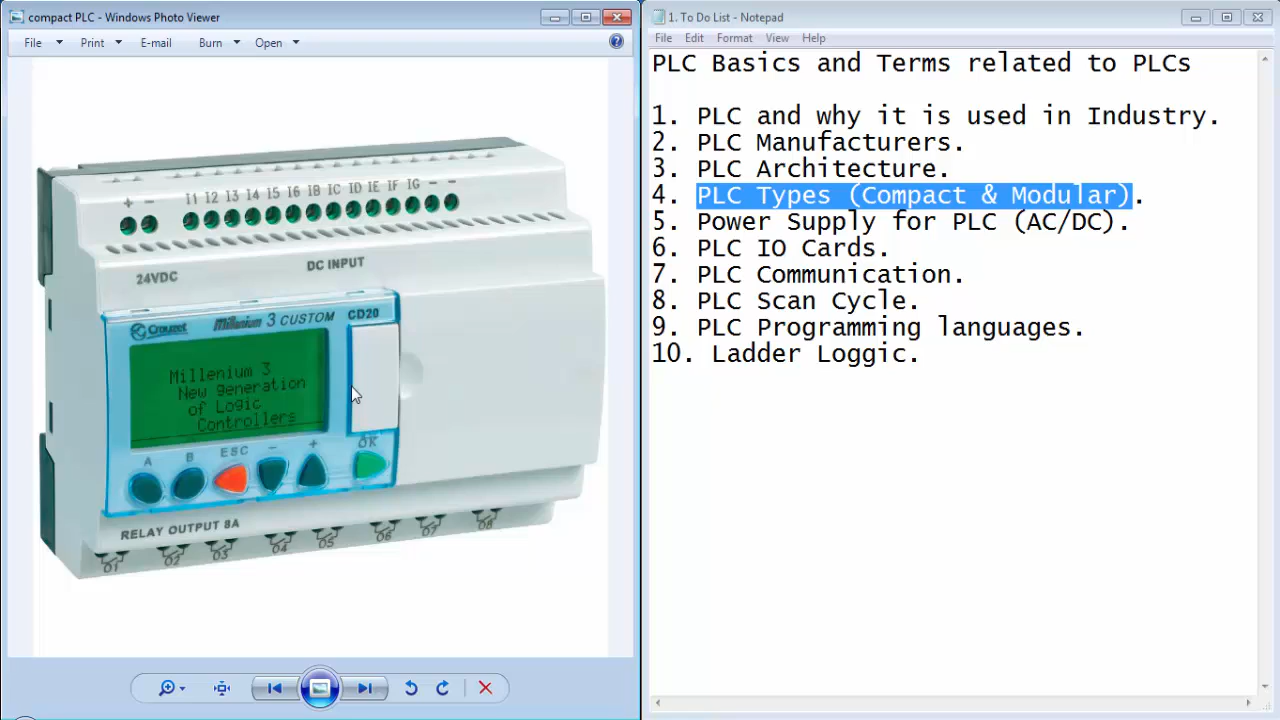 compact PLC - Windows Photo Viewer
File Print E-mail Burn Open
+ - I1 I2 I3 I4 I5 I6 IB IC ID IE IF IG - -
24VDC DC INPUT
Crouzet Millenium 3 CUSTOM CD20
Millenium 3
New generation
of Logic
Controllers
A B ESC - + OK
RELAY OUTPUT 8A
O1 O2 O3 O4 O5 O6 O7 O8
1. To Do List - Notepad
File Edit Format View Help
PLC Basics and Terms related to PLCs
1. PLC and why it is used in Industry.
2. PLC Manufacturers.
3. PLC Architecture.
4. PLC Types (Compact & Modular).
5. Power Supply for PLC (AC/DC).
6. PLC IO Cards.
7. PLC Communication.
8. PLC Scan Cycle.
9. PLC Programming languages.
10. Ladder Loggic.